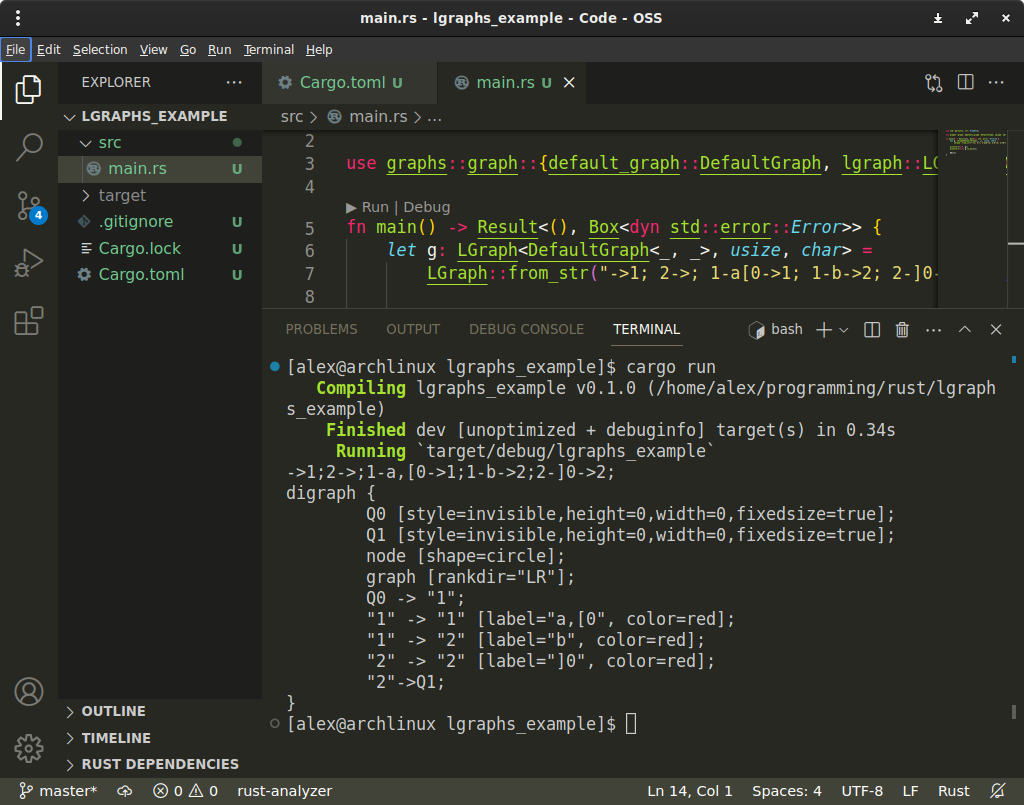 main.rs - lgraphs_example - Code - OSS
File Edit Selection View Go Run Terminal Help
EXPLORER
LGRAPHS_EXAMPLE
src
main.rs
target
.gitignore U
Cargo.lock U
Cargo.toml U
OUTLINE
TIMELINE
RUST DEPENDENCIES
4
Cargo.toml U main.rs U
src > main.rs > ...
2
3 use graphs::graph::{default_graph::DefaultGraph, lgraph::LG
4
Run | Debug
5 fn main() -> Result<(), Box<dyn std::error::Error>> {
6 let g: LGraph<DefaultGraph<_, _>, usize, char> =
7 LGraph::from_str("->1; 2->; 1-a[0->1; 1-b->2; 2-]0-
8
PROBLEMS OUTPUT DEBUG CONSOLE TERMINAL bash
[alex@archlinux lgraphs_example]$ cargo run
Compiling lgraphs_example v0.1.0 (/home/alex/programming/rust/lgraph
s_example)
Finished dev [unoptimized + debuginfo] target(s) in 0.34s
Running `target/debug/lgraphs_example`
->1;2->;1-a,[0->1;1-b->2;2-]0->2;
digraph {
Q0 [style=invisible,height=0,width=0,fixedsize=true];
Q1 [style=invisible,height=0,width=0,fixedsize=true];
node [shape=circle];
graph [rankdir="LR"];
Q0 -> "1";
"1" -> "1" [label="a,[0", color=red];
"1" -> "2" [label="b", color=red];
"2" -> "2" [label="]0", color=red];
"2"->Q1;
}
[alex@archlinux lgraphs_example]$
master* 0 0 rust-analyzer Ln 14, Col 1 Spaces: 4 UTF-8 LF Rust